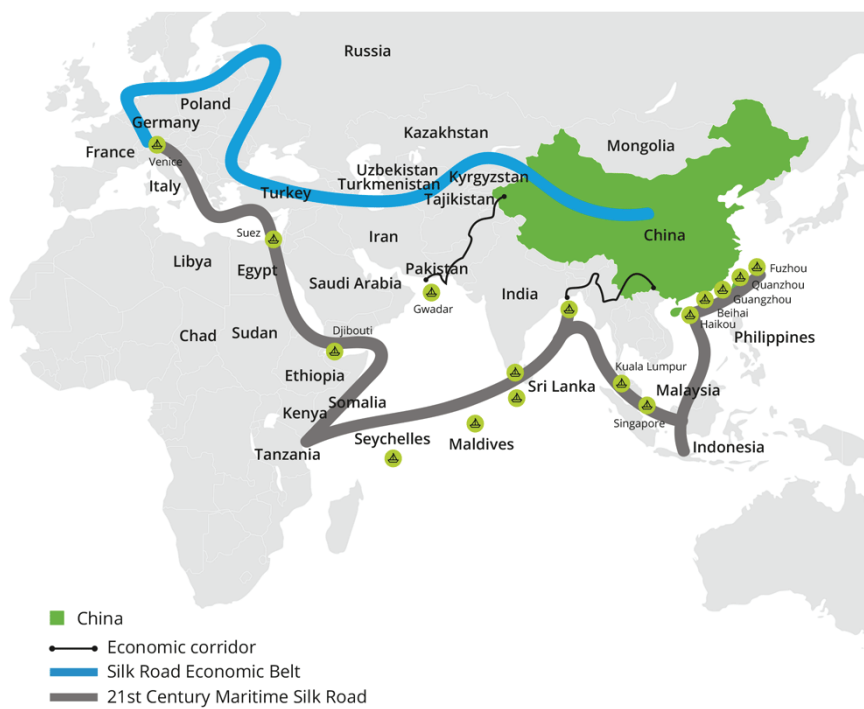 Russia
Poland
Germany
Kazakhstan
Mongolia
France
Venice
Uzbekistan
Kyrgyzstan
Italy
Turkmenistan
Turkey
Tajikistan
Suez
Iran
China
Libya
Egypt
Pakistan
Fuzhou
Saudi Arabia
Quanzhou
India
Guangzhou
Gwadar
Beihai
Haikou
Chad
Sudan
Djibouti
Philippines
Kuala Lumpur
Ethiopia
Sri Lanka
Malaysia
Somalia
Kenya
Singapore
Seychelles
Maldives
Indonesia
Tanzania
China
Economic corridor
Silk Road Economic Belt
21st Century Maritime Silk Road